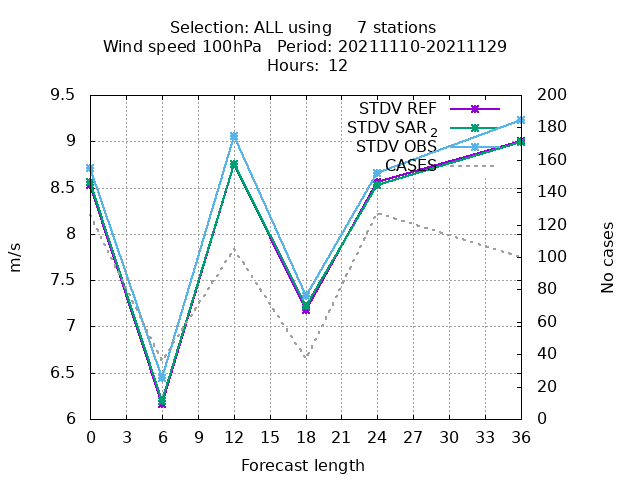 Selection: ALL using 7 stations
Wind speed 100hPa Period: 20211110-20211129
Hours: 12
STDV REF
STDV SAR 2
STDV OBS
CASES
9.5
9
8.5
8
7.5
7
6.5
6
m/s
200
180
160
140
120
100
80
60
40
20
0
No cases
0 3 6 9 12 15 18 21 24 27 30 33 36
Forecast length